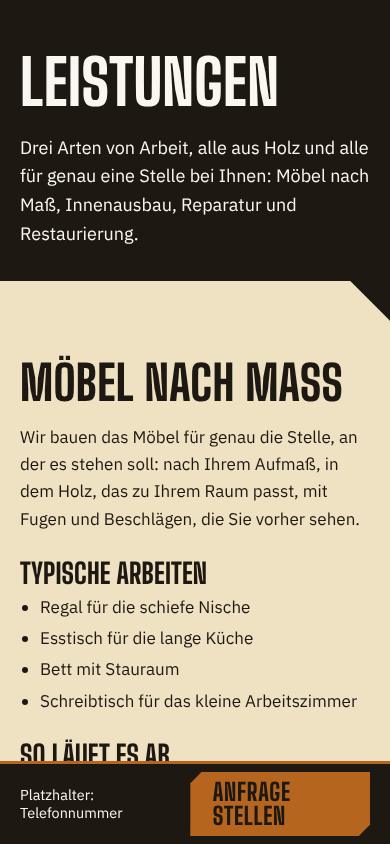 LEISTUNGEN
Drei Arten von Arbeit, alle aus Holz und alle
für genau eine Stelle bei Ihnen: Möbel nach
Maß, Innenausbau, Reparatur und
Restaurierung.
MÖBEL NACH MASS
Wir bauen das Möbel für genau die Stelle, an
der es stehen soll: nach Ihrem Aufmaß, in
dem Holz, das zu Ihrem Raum passt, mit
Fugen und Beschlägen, die Sie vorher sehen.
TYPISCHE ARBEITEN
• Regal für die schiefe Nische
• Esstisch für die lange Küche
• Bett mit Stauraum
• Schreibtisch für das kleine Arbeitszimmer
SO LÄUFT ES AB
Platzhalter:
Telefonnummer
ANFRAGE
STELLEN